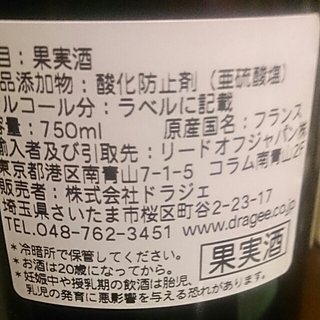 目：果実酒
品添加物：酸化防止剤（亜硫酸塩）
ルコール分：ラベルに記載
容量：750ml 原産国名：フランス
輸入者及び引取先：リードオフジャパン株
東京都港区南青山7-1-5 コラム南青山2F
販売者：株式会社ドラジェ
埼玉県さいたま市桜区町谷2-23-17
TEL.048-762-3451 www.dragee.co.jp
*冷暗所で保管してください。
*お酒は20歳になってから。
*妊娠中や授乳期の飲酒は胎児、
乳児の発育に悪影響を与える恐れがあります。
果実酒